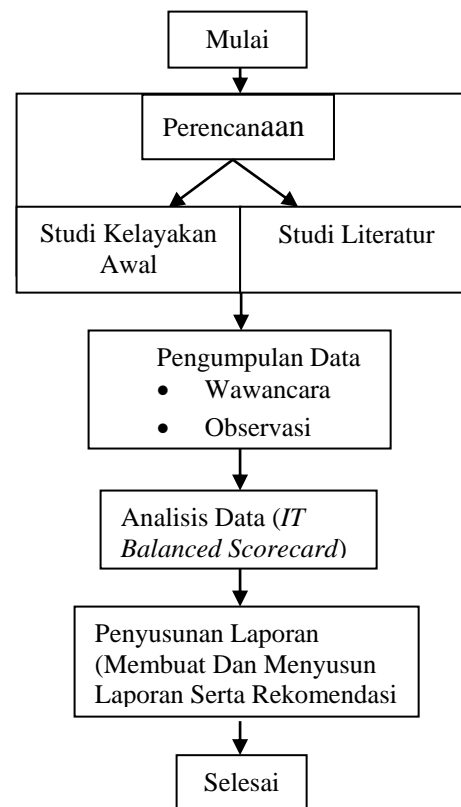 Mulai
Perencanaan
Studi Kelayakan
Awal
Studi Literatur
Pengumpulan Data
• Wawancara
• Observasi
Analisis Data (IT
Balanced Scorecard)
Penyusunan Laporan
(Membuat Dan Menyusun
Laporan Serta Rekomendasi
Selesai